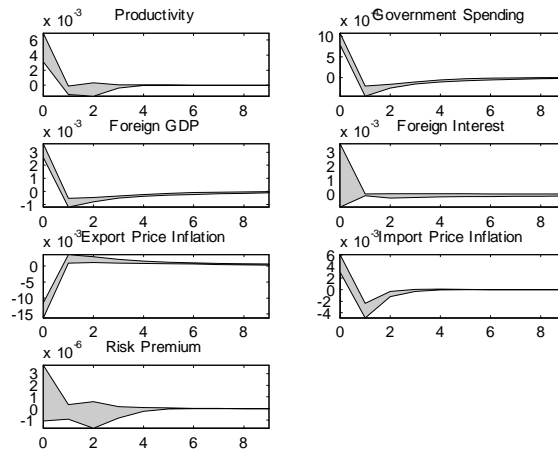 x 10⁻³ Productivity
6
4
2
0
0 2 4 6 8
x 10 Government Spending
10
5
0
0 2 4 6 8
x 10⁻³ Foreign GDP
3
2
1
0
-1
0 2 4 6 8
x 10⁻³ Foreign Interest
3
2
1
0
0 2 4 6 8
x 10⁻³ Export Price Inflation
0
-5
-10
-15
0 2 4 6 8
x 10⁻³ Import Price Inflation
6
4
2
0
-2
-4
0 2 4 6 8
x 10⁻⁶ Risk Premium
3
2
1
0
-1
0 2 4 6 8